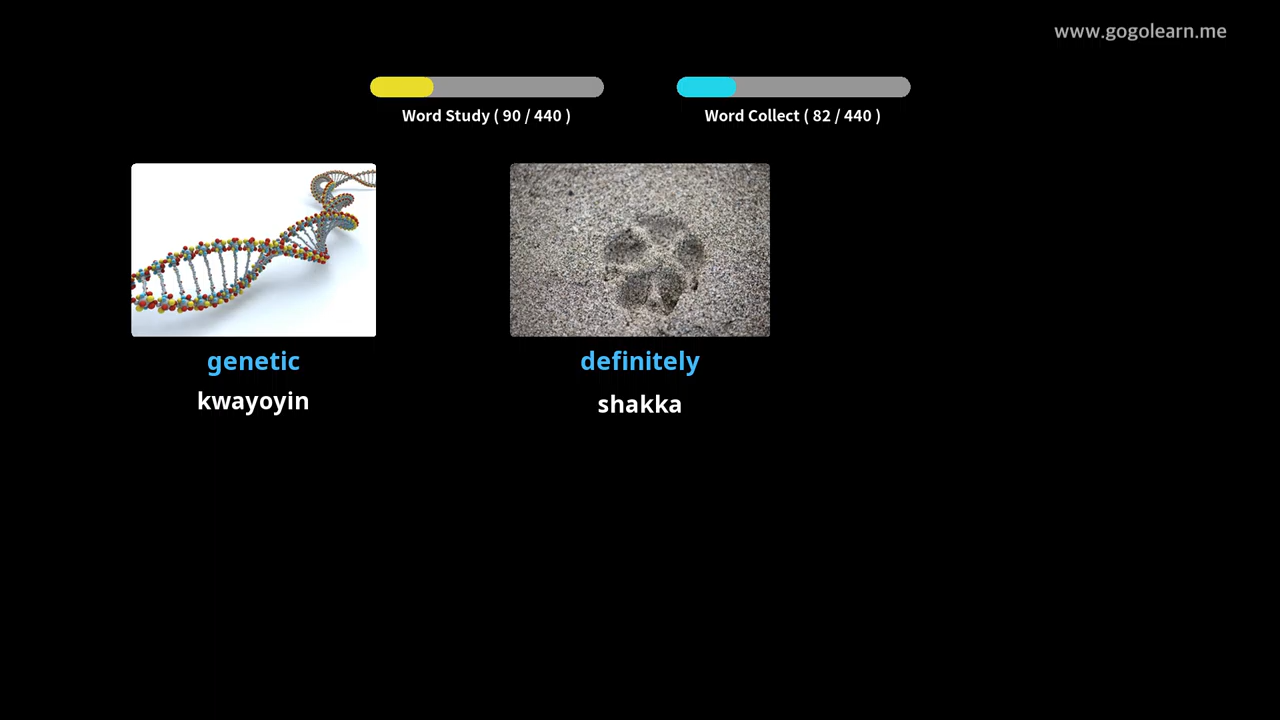 www.gogolearn.me
Word Study ( 90 / 440 )
Word Collect ( 82 / 440 )
genetic
kwayoyin
definitely
shakka